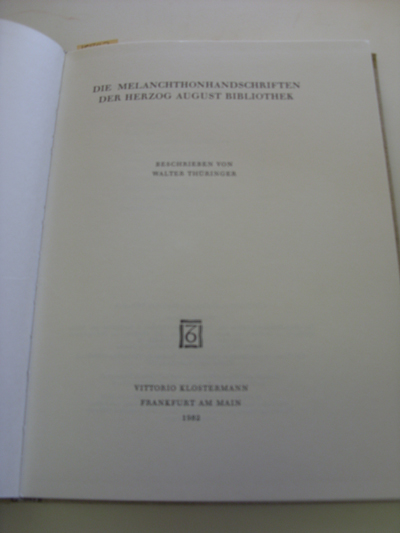 DIE MELANCHTHONHANDSCHRIFTEN
DER HERZOG AUGUST BIBLIOTHEK
BESCHRIEBEN VON
WALTER THÜRINGER
VITTORIO KLOSTERMANN
FRANKFURT AM MAIN
1982